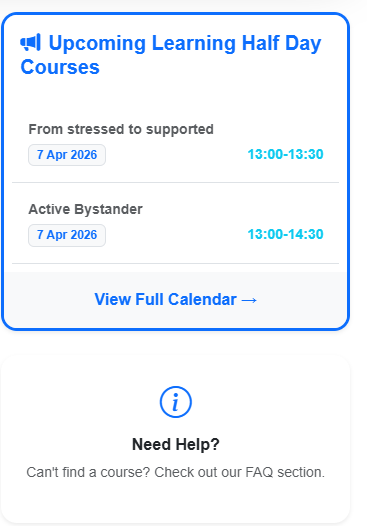 Upcoming Learning Half Day
Courses
From stressed to supported
7 Apr 2026
13:00-13:30
Active Bystander
7 Apr 2026
13:00-14:30
View Full Calendar →
i
Need Help?
Can't find a course? Check out our FAQ section.